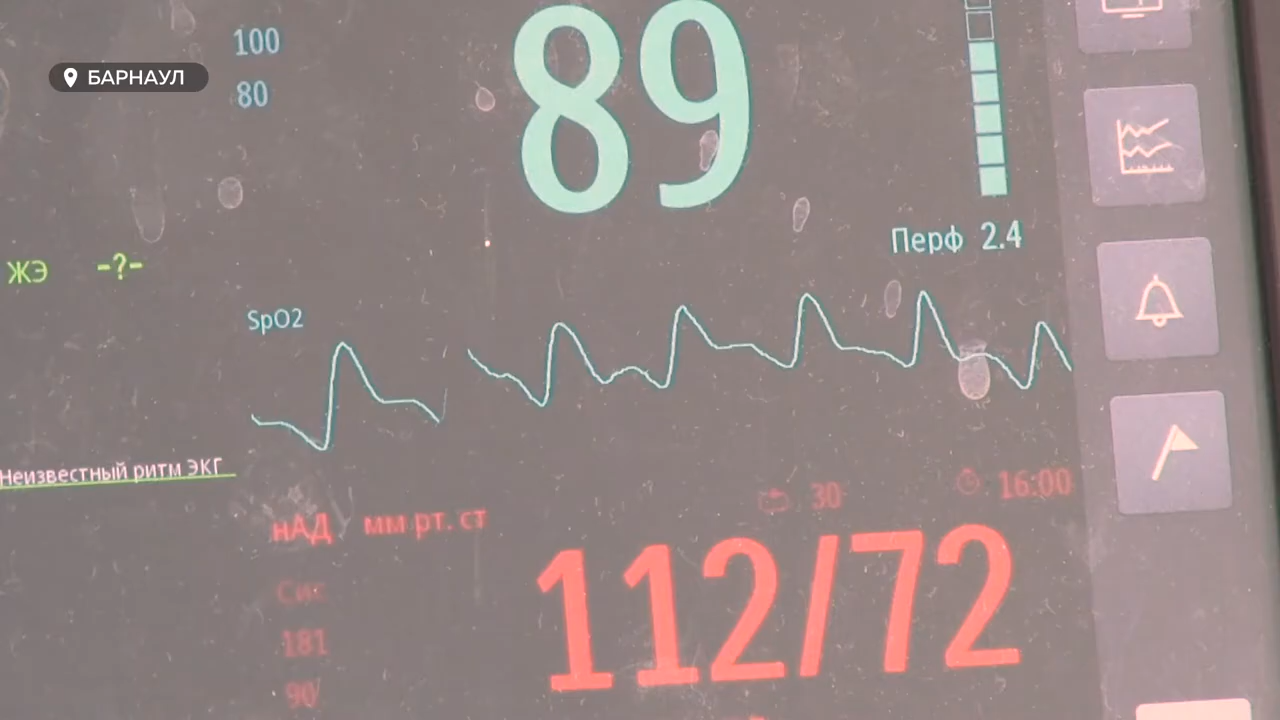 БАРНАУЛ
100
80
89
Перф 2.4
ЖЭ -?-
SpO2
Неизвестный ритм ЭКГ
30
16:00
нАД мм рт. ст
112/72
Сис
181
90